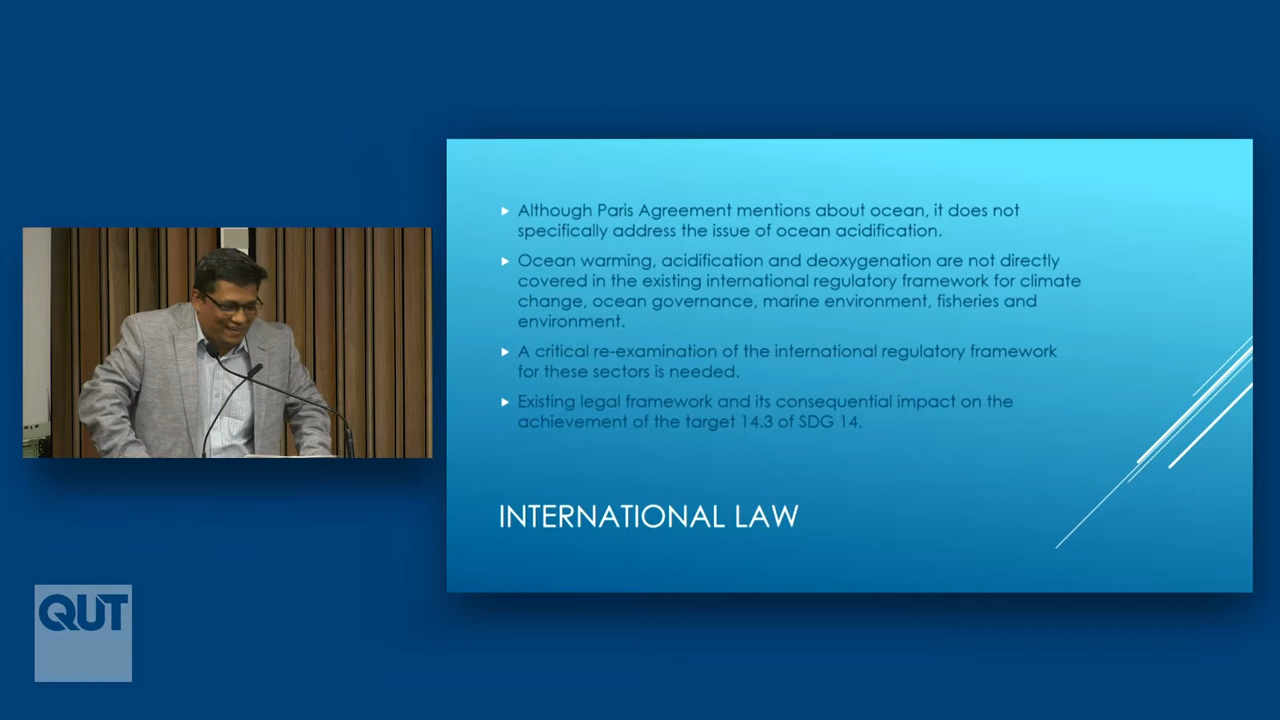 Although Paris Agreement mentions about ocean, it does not
specifically address the issue of ocean acidification.
Ocean warming, acidification and deoxygenation are not directly
covered in the existing international regulatory framework for climate
change, ocean governance, marine environment, fisheries and
environment.
A critical re-examination of the international regulatory framework
for these sectors is needed.
Existing legal framework and its consequential impact on the
achievement of the target 14.3 of SDG 14.
INTERNATIONAL LAW
QUT